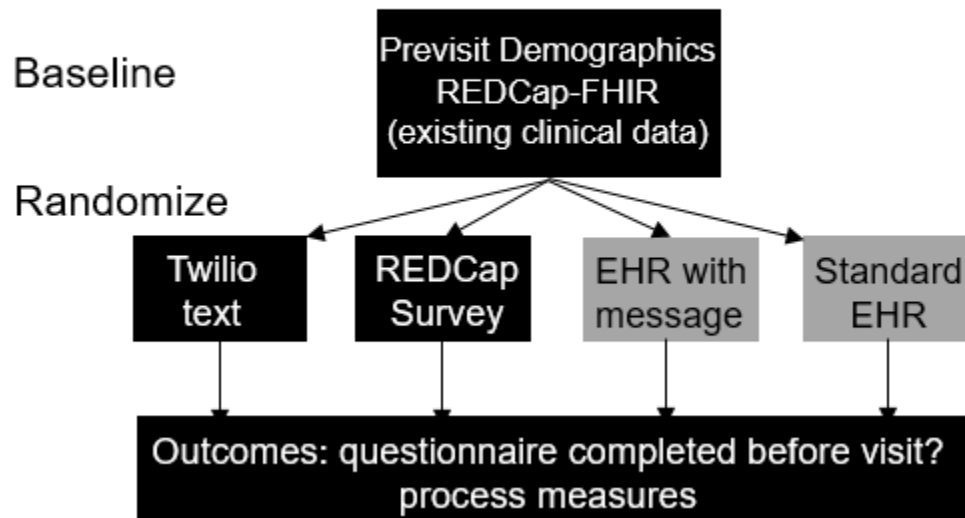 Baseline
Previsit Demographics
REDCap-FHIR
(existing clinical data)
Randomize
Twilio
text
REDCap
Survey
EHR with
message
Standard
EHR
Outcomes: questionnaire completed before visit?
process measures